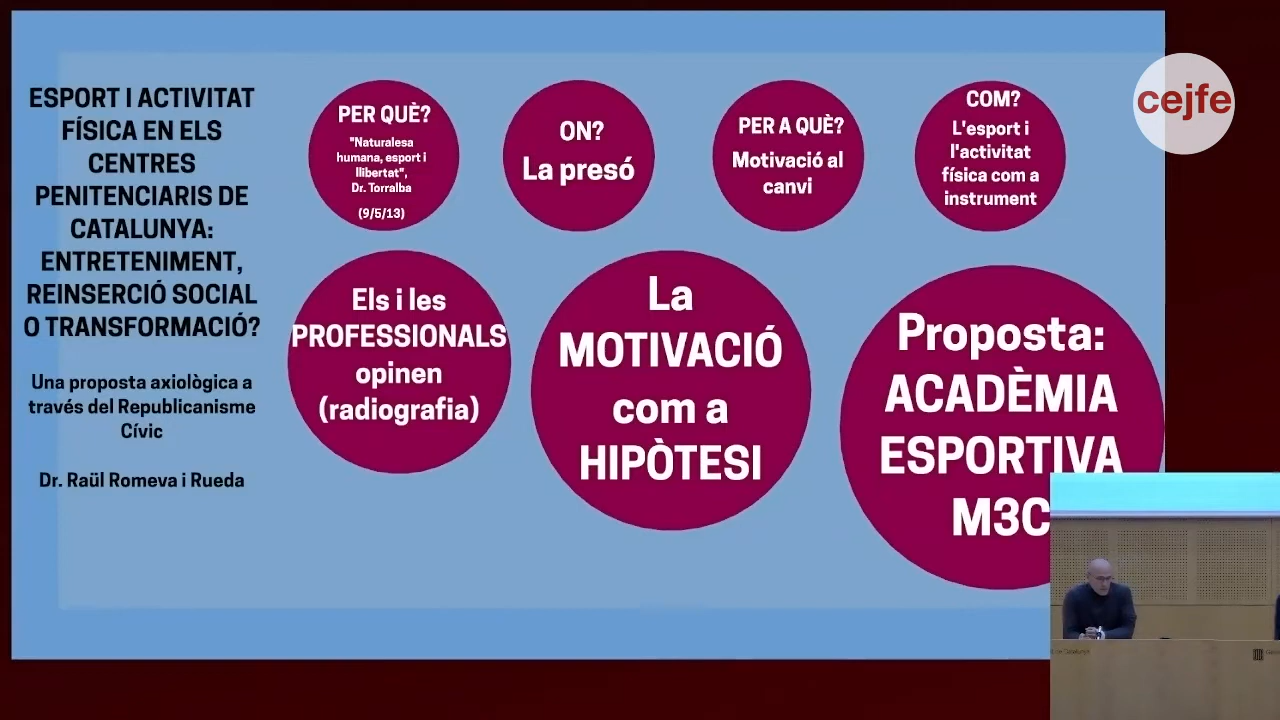 ESPORT I ACTIVITAT
FÍSICA EN ELS
CENTRES
PENITENCIARIS DE
CATALUNYA:
ENTRETENIMENT,
REINSERCIÓ SOCIAL
O TRANSFORMACIÓ?
Una proposta axiològica a
través del Republicanisme
Cívic
Dr. Raül Romeva i Rueda
PER QUÈ?
"Naturalesa
humana, esport i
llibertat",
Dr. Torralba
(9/5/13)
ON?
La presó
PER A QUÈ?
Motivació al
canvi
COM?
L'esport i
l'activitat
física com a
instrument
cejfe
Els i les
PROFESSIONALS
opinen
(radiografia)
La
MOTIVACIÓ
com a
HIPÒTESI
Proposta:
ACADÈMIA
ESPORTIVA
M3C